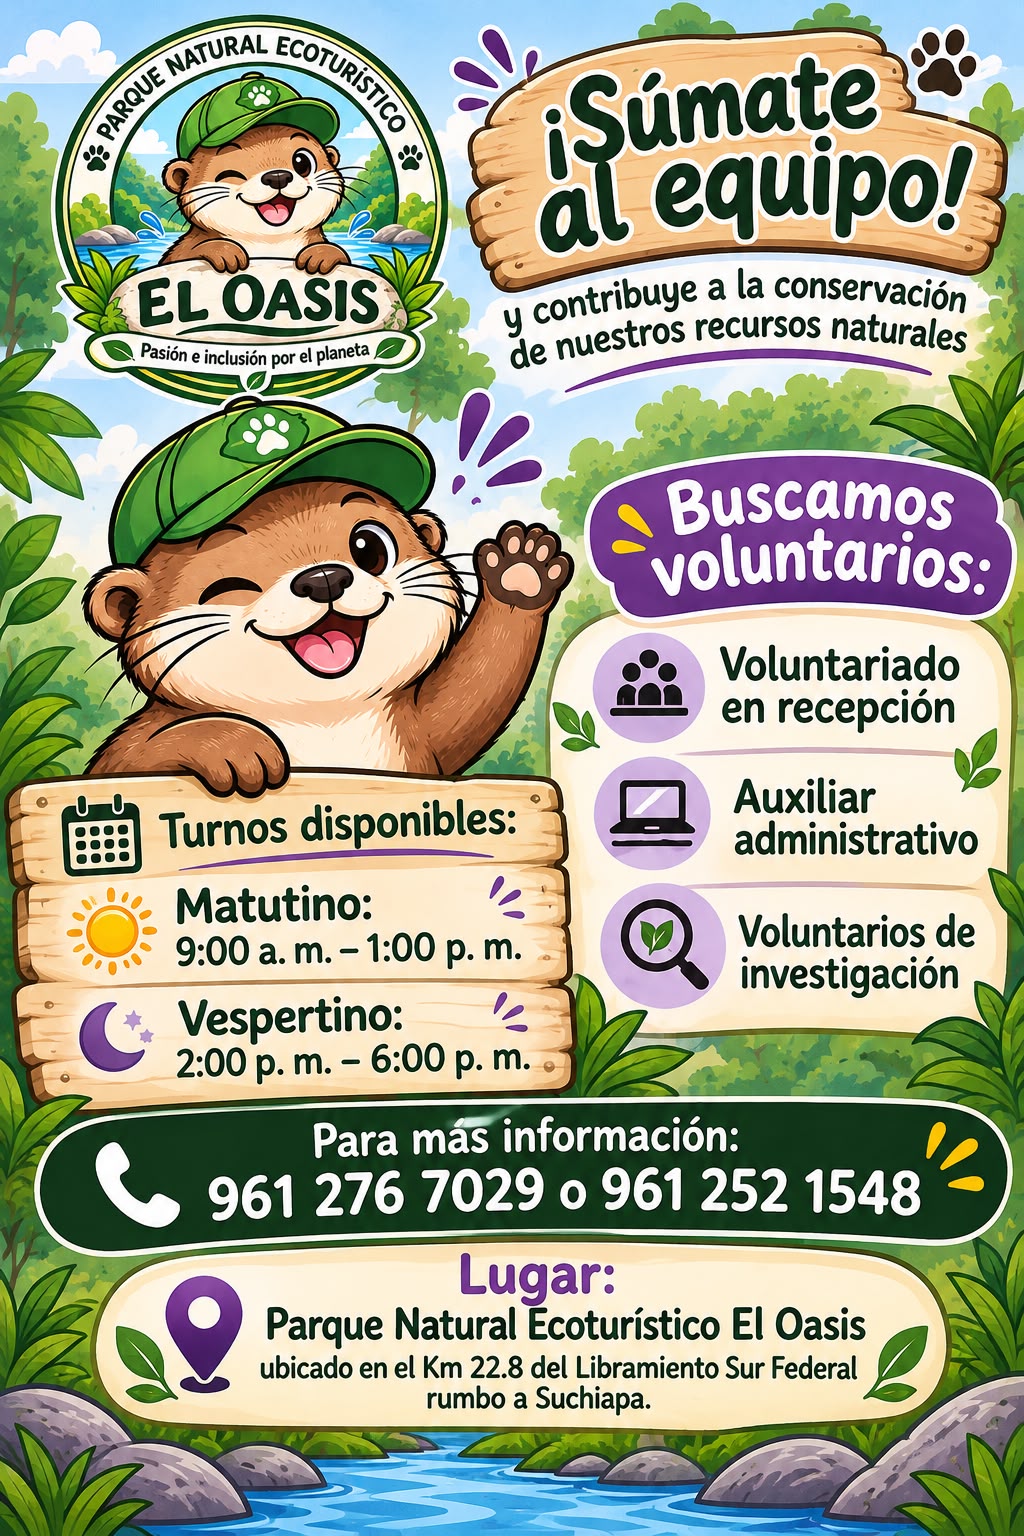 PARQUE NATURAL ECOTURÍSTICO
EL OASIS
Pasión e inclusión por el planeta
¡Súmate
al equipo!
y contribuye a la conservación
de nuestros recursos naturales
Buscamos
voluntarios:
Voluntariado
en recepción
Auxiliar
administrativo
Voluntarios de
investigación
Turnos disponibles:
Matutino:
9:00 a. m. – 1:00 p. m.
Vespertino:
2:00 p. m. – 6:00 p. m.
Para más información:
961 276 7029 o 961 252 1548
Lugar:
Parque Natural Ecoturístico El Oasis
ubicado en el Km 22.8 del Libramiento Sur Federal
rumbo a Suchiapa.